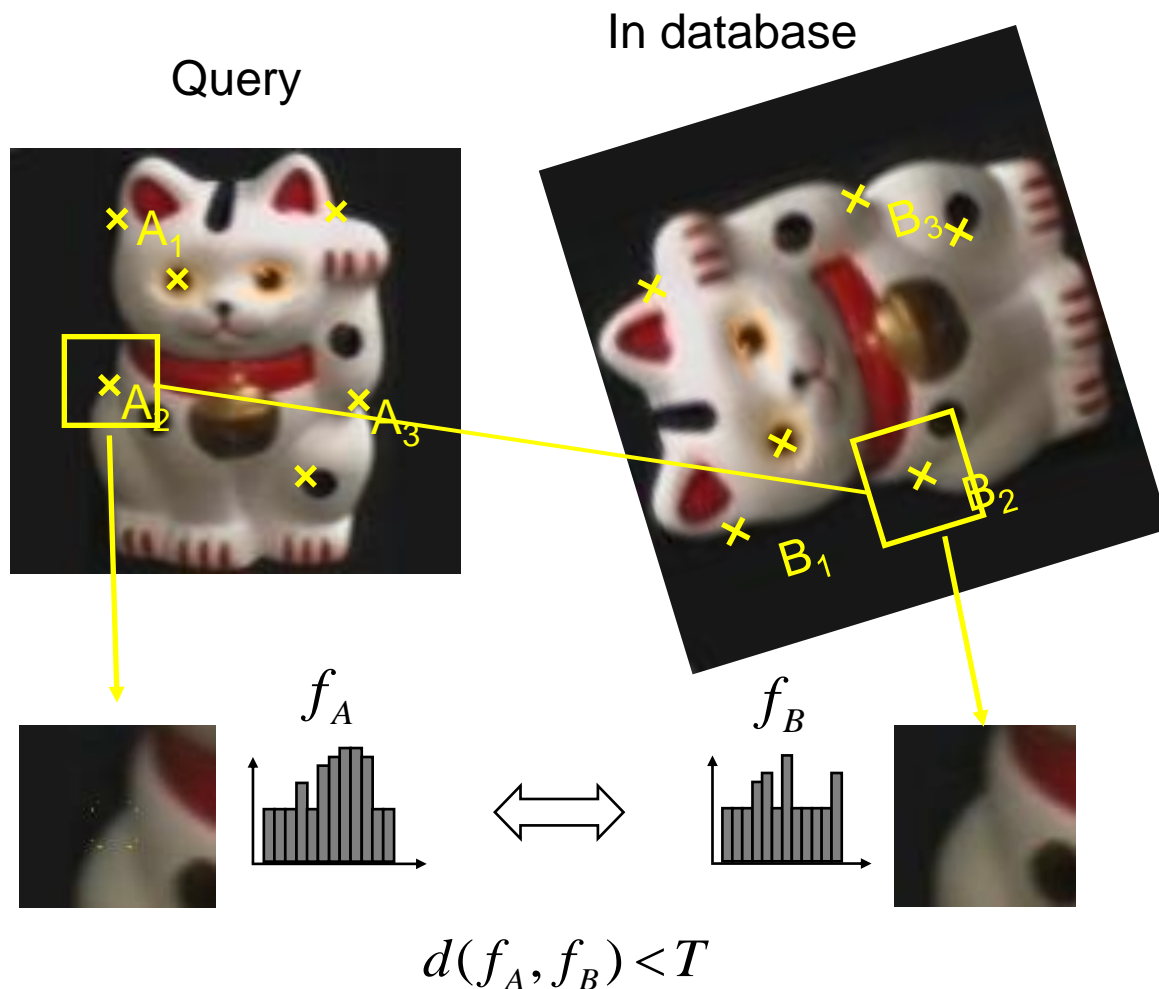 In database
Query
A₁
A₂
A₃
B₃
B₂
B₁
f_A
f_B
d(f_A, f_B) < T